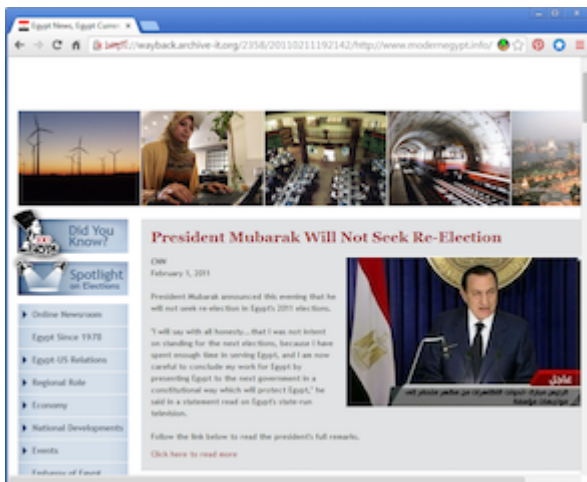 Egypt News, Egypt Curren
https://wayback.archive-it.org/2358/20110211192142/http://www.modernegypt.info/
Did You
Know?
Spotlight
on Elections
Online Newsroom
Egypt Since 1978
Egypt-US Relations
Regional Role
Economy
National Developments
Events
Embassy of Egypt
President Mubarak Will Not Seek Re-Election
CNN
February 1, 2011
President Mubarak announced this evening that he
will not seek re-election in Egypt's 2011 elections.
"I will say with all honesty...that I was not intent
on standing for the next elections, because I have
spent enough time in serving Egypt, and I am now
careful to conclude my work for Egypt by
presenting Egypt to the next government in a
constitutional way which will protect Egypt," he
said in a statement read on Egypt's state-run
television.
Follow the link below to read the president's full remarks.
Click here to read more
عاجل